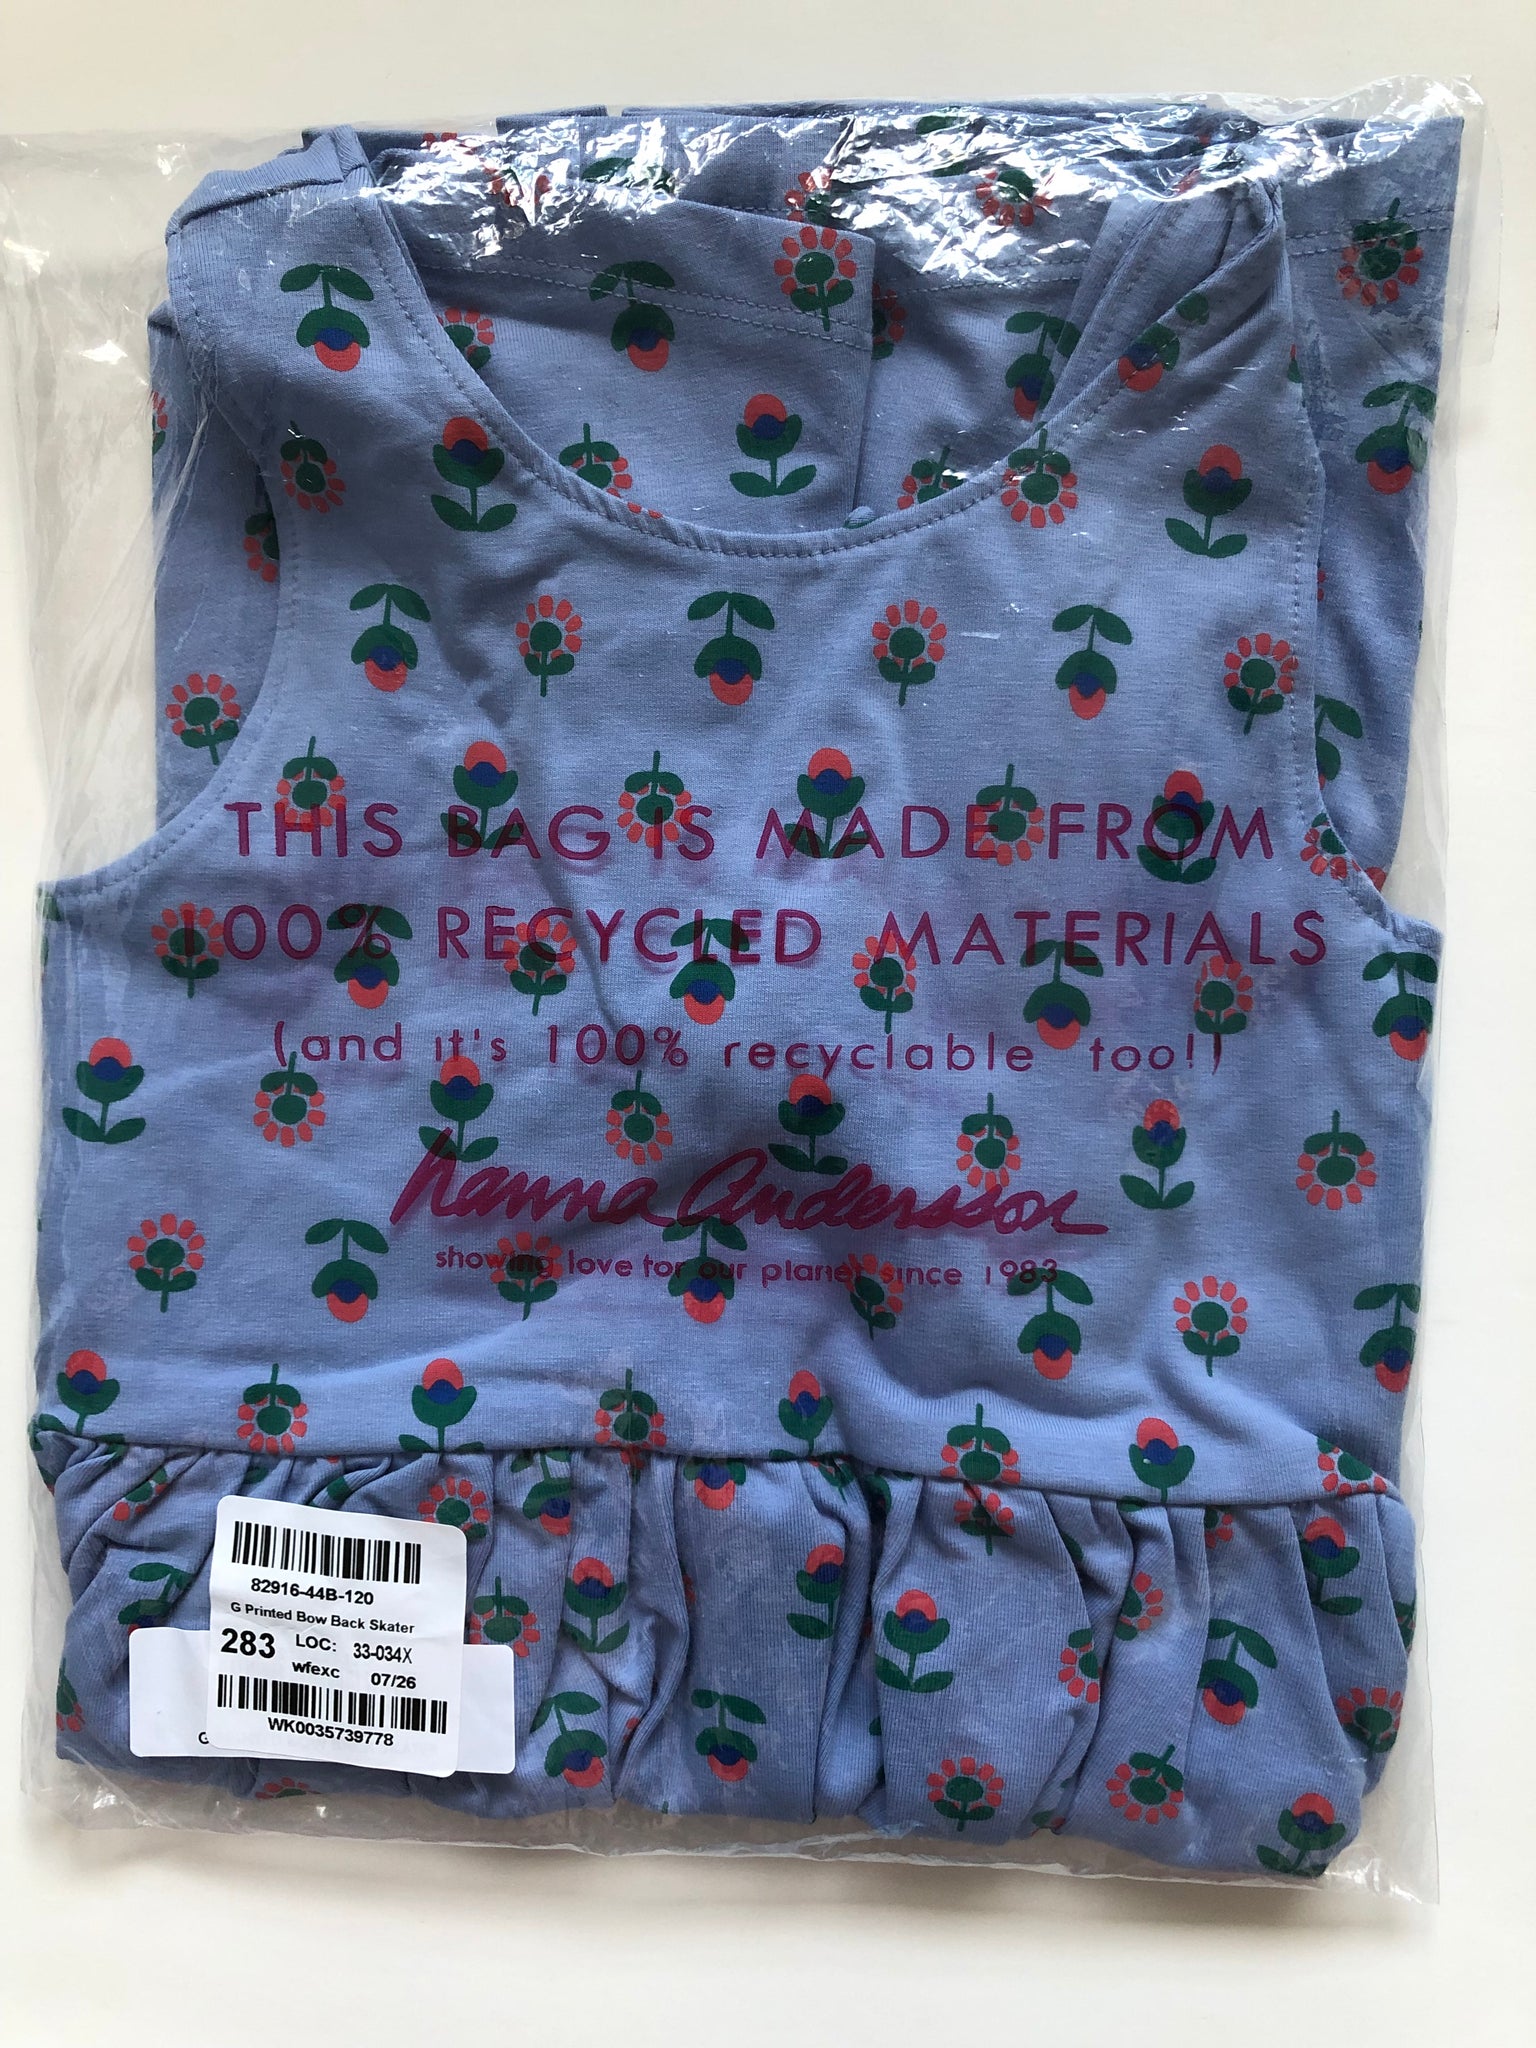 THIS BAG IS MADE FROM
100% RECYCLED MATERIALS
(and it's 100% recyclable too!)
hanna Andersson
showing love for our planet since 1983
82916-44B-120
G Printed Bow Back Skater
283 LOC: 33-034X
wfexc 07/26
WK0035739778
G